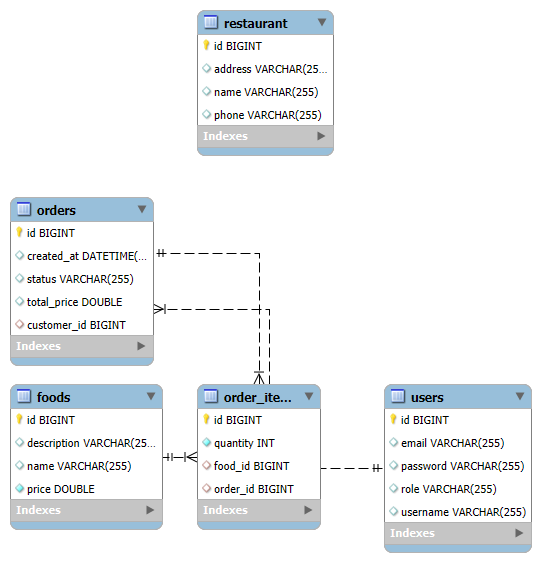 restaurant
id BIGINT
address VARCHAR(25...
name VARCHAR(255)
phone VARCHAR(255)
Indexes
orders
id BIGINT
created_at DATETIME(...
status VARCHAR(255)
total_price DOUBLE
customer_id BIGINT
Indexes
foods
id BIGINT
description VARCHAR(25...
name VARCHAR(255)
price DOUBLE
Indexes
order_ite...
id BIGINT
quantity INT
food_id BIGINT
order_id BIGINT
Indexes
users
id BIGINT
email VARCHAR(255)
password VARCHAR(255)
role VARCHAR(255)
username VARCHAR(255)
Indexes